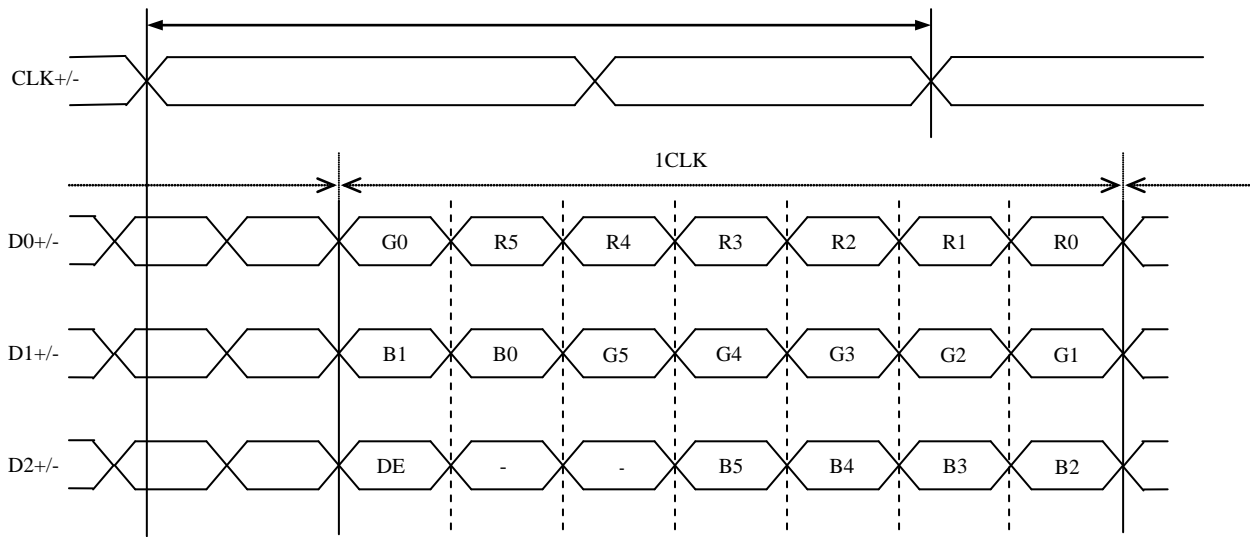 CLK+/-
1CLK
D0+/- G0 R5 R4 R3 R2 R1 R0
D1+/- B1 B0 G5 G4 G3 G2 G1
D2+/- DE - - B5 B4 B3 B2